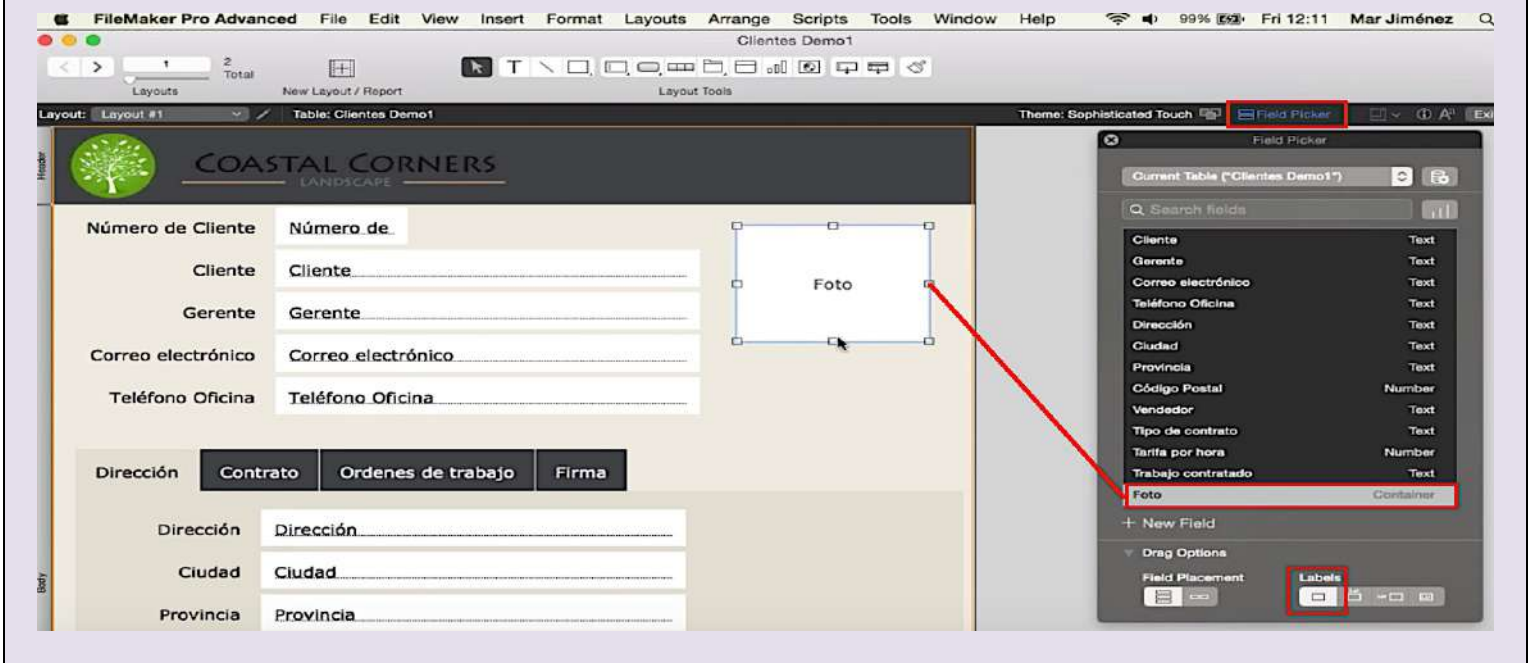 FileMaker Pro Advanced File Edit View Insert Format Layouts Arrange Scripts Tools Window Help 99% Fri 12:11 Mar Jiménez
Clientes Demo1
1 2 Total
Layouts New Layout / Report Layout Tools
Layout: Layout #1 Table: Clientes Demo1 Theme: Sophisticated Touch Field Picker
Header
COASTAL CORNERS
LANDSCAPE
Número de Cliente Número de
Cliente Cliente
Gerente Gerente
Correo electrónico Correo electrónico
Teléfono Oficina Teléfono Oficina
Foto
Dirección Contrato Ordenes de trabajo Firma
Dirección Dirección
Ciudad Ciudad
Provincia Provincia
Body
Field Picker
Current Table ("Clientes Demo1")
Search fields
Cliente Text
Gerente Text
Correo electrónico Text
Teléfono Oficina Text
Dirección Text
Ciudad Text
Provincia Text
Código Postal Number
Vendedor Text
Tipo de contrato Text
Tarifa por hora Number
Trabajo contratado Text
Foto Container
+ New Field
Drag Options
Field Placement Labels